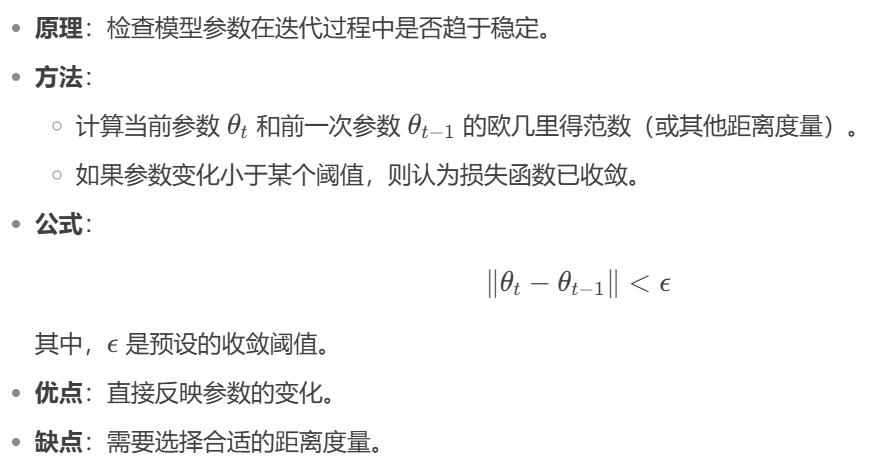 • 原理：检查模型参数在迭代过程中是否趋于稳定。
• 方法：
◦ 计算当前参数 θₜ 和前一次参数 θₜ₋₁ 的欧几里得范数（或其他距离度量）。
◦ 如果参数变化小于某个阈值，则认为损失函数已收敛。
• 公式：
‖θₜ − θₜ₋₁‖ < ϵ
其中，ϵ 是预设的收敛阈值。
• 优点：直接反映参数的变化。
• 缺点：需要选择合适的距离度量。